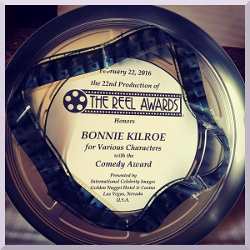 February 22, 2016
the 22nd Production of
THE REEL AWARDS
Honors
BONNIE KILROE
for Various Characters
with the
Comedy Award
Presented by
International Celebrity Images
Golden Nugget Hotel & Casino
Las Vegas, Nevada
U.S.A.